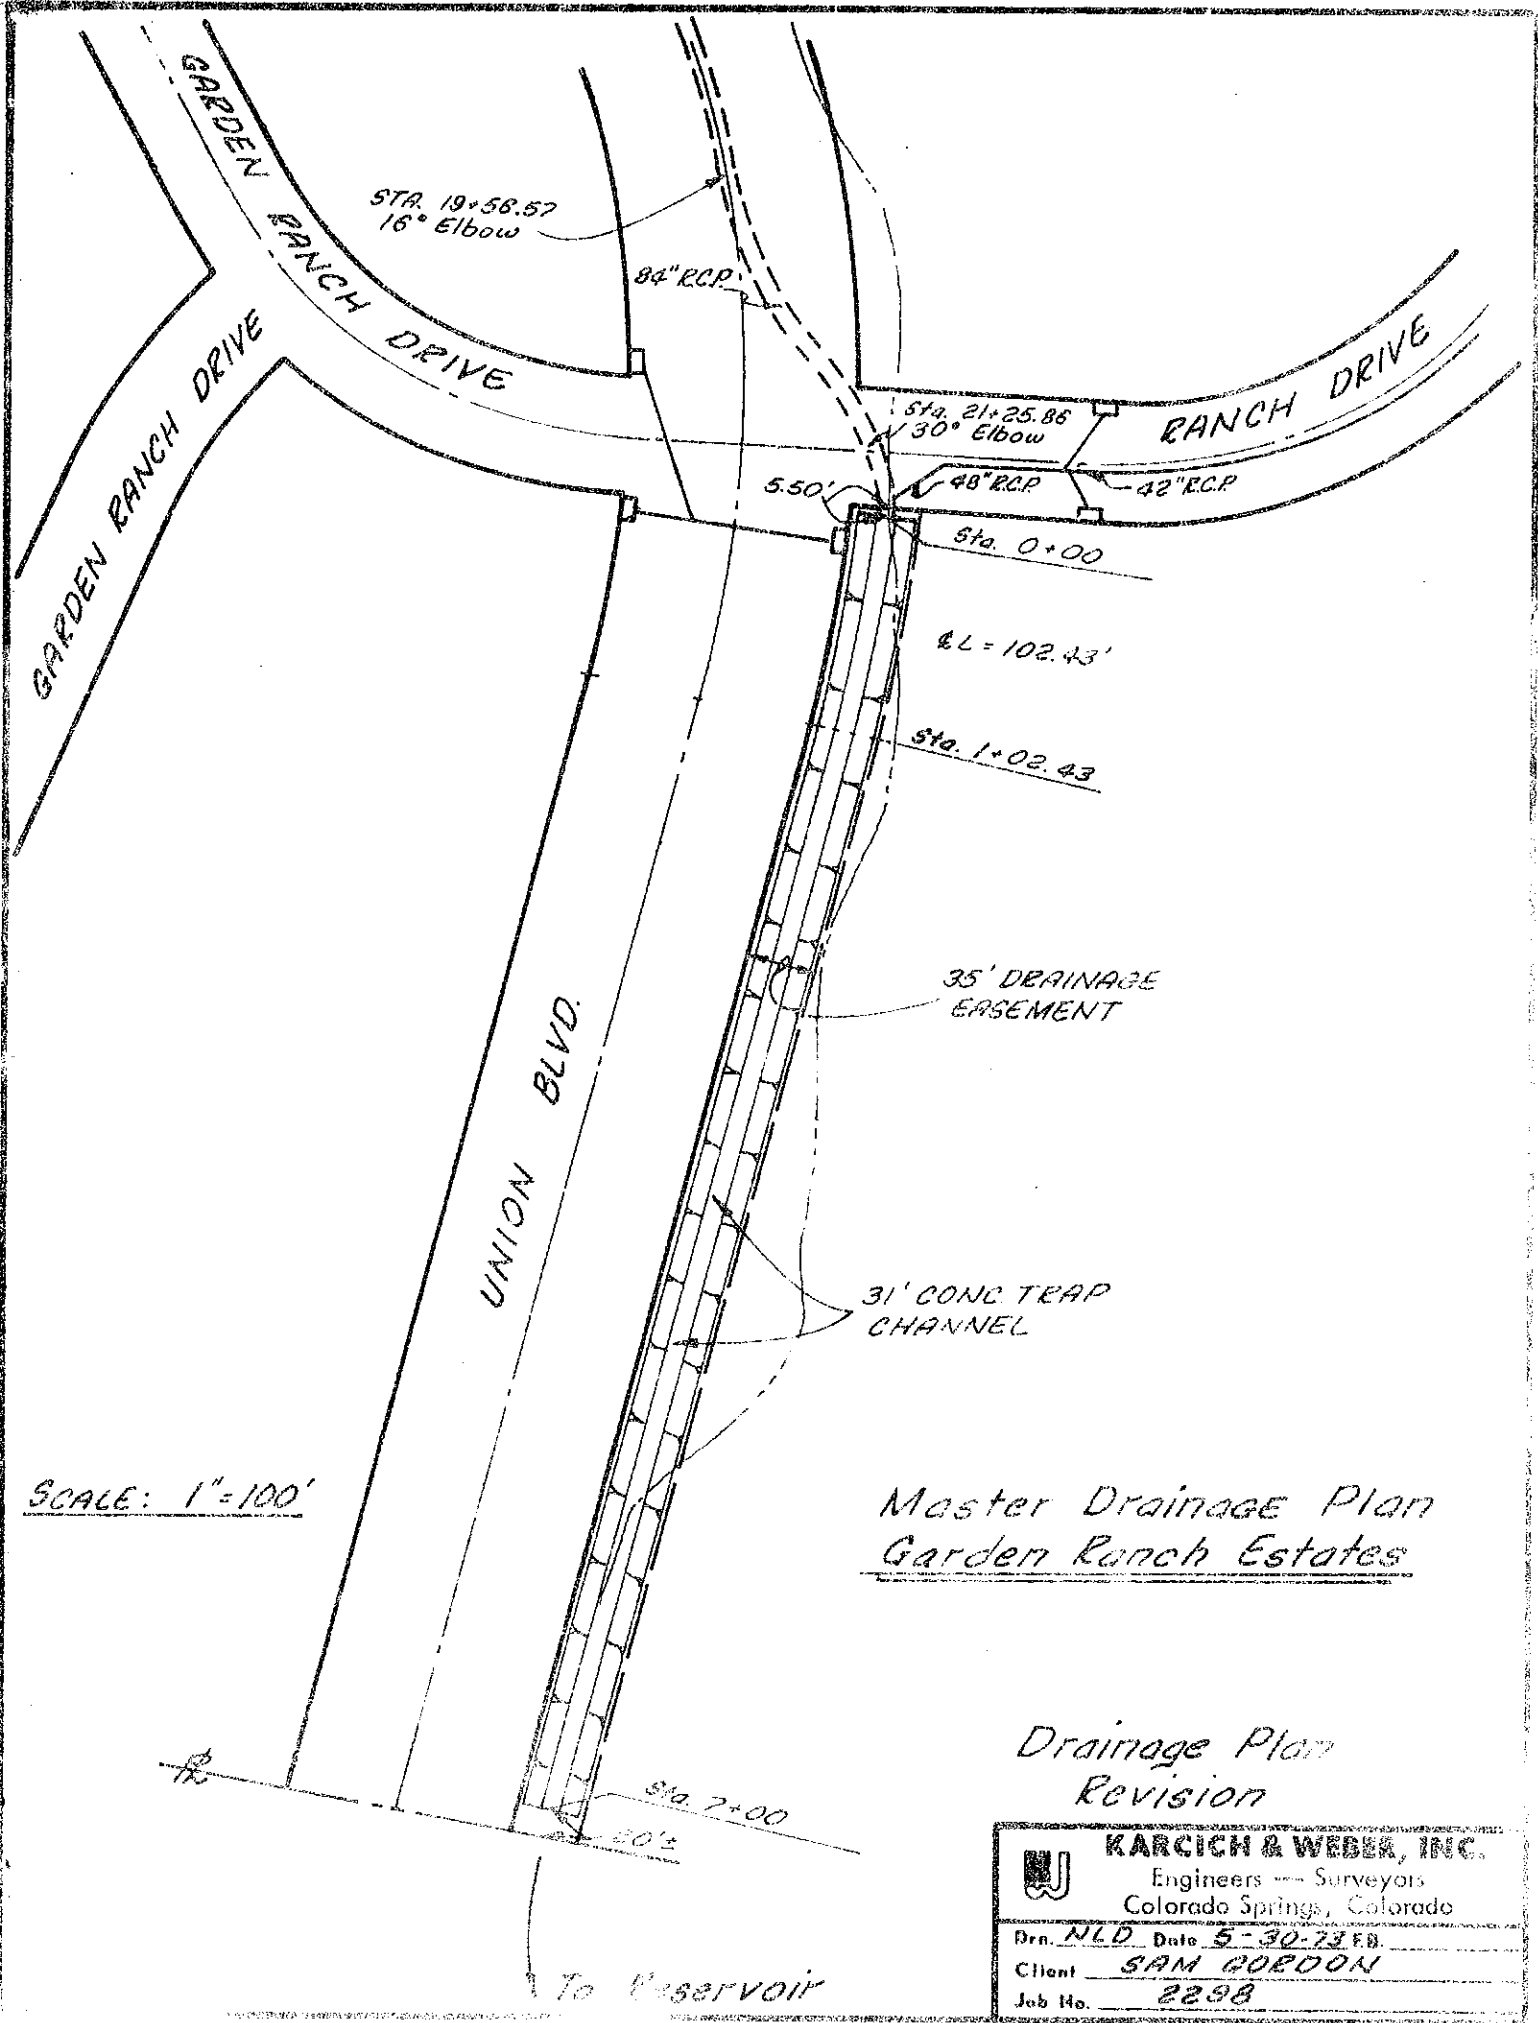 GARDEN RANCH DRIVE
STA. 19+56.57
16° Elbow
84" R.C.P.
GARDEN RANCH DRIVE
Sta. 21+25.86
30° Elbow
RANCH DRIVE
5.50'
48" R.C.P.
42" R.C.P.
Sta. 0+00
℄ L = 102.43'
Sta. 1+02.43
35' DRAINAGE
EASEMENT
UNION BLVD.
31' CONC TRAP
CHANNEL
SCALE: 1"=100'
Master Drainage Plan
Garden Ranch Estates
Drainage Plan
Revision
Sta. 7+00
20'±
To Reservoir
KARCICH & WEBER, INC.
Engineers --- Surveyors
Colorado Springs, Colorado
Drn. NLD Date 5-30-73 F.B.
Client SAM GORDON
Job No. 2298